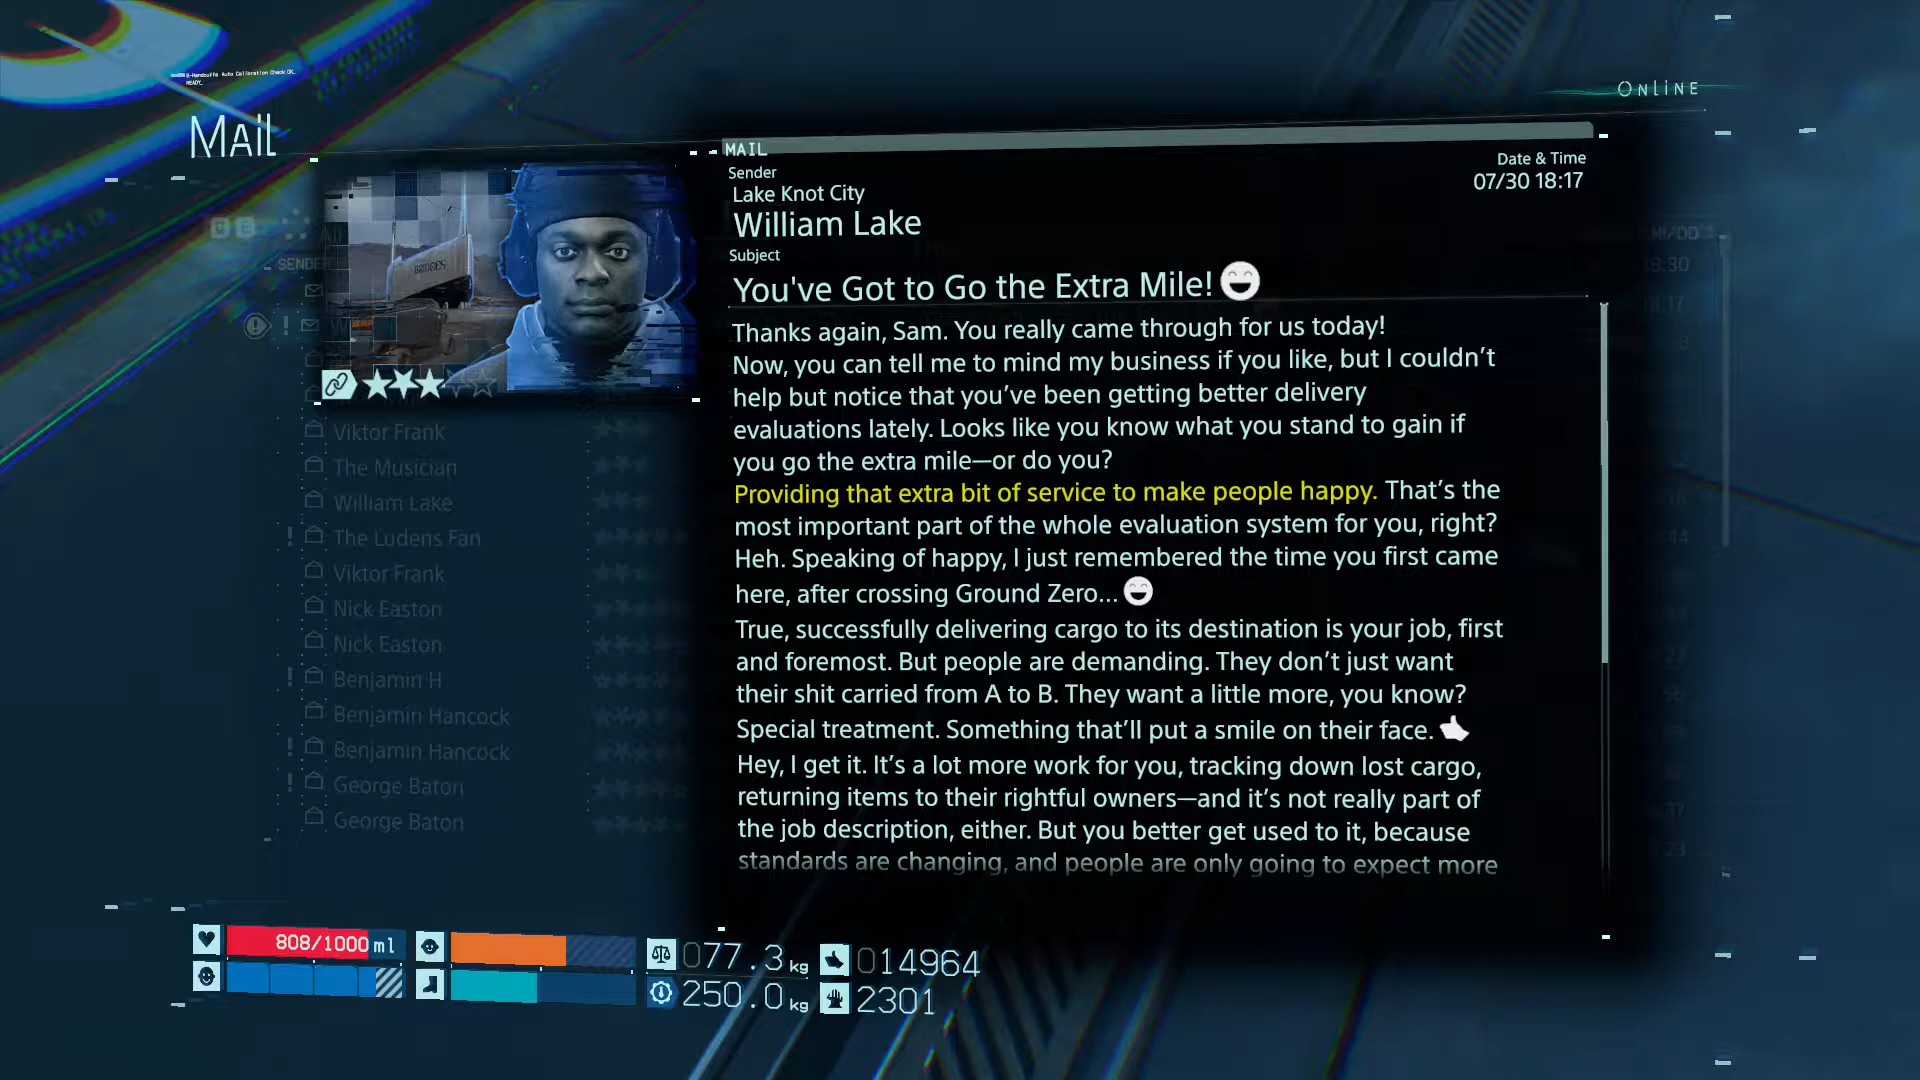 B-Handcuffs Auto Calibration Check OK.
READY.
MAIL
ONLINE
MAIL
Sender
Lake Knot City
William Lake
Date & Time
07/30 18:17
Subject
You've Got to Go the Extra Mile!
Thanks again, Sam. You really came through for us today!
Now, you can tell me to mind my business if you like, but I couldn't
help but notice that you've been getting better delivery
evaluations lately. Looks like you know what you stand to gain if
you go the extra mile—or do you?
Providing that extra bit of service to make people happy. That's the
most important part of the whole evaluation system for you, right?
Heh. Speaking of happy, I just remembered the time you first came
here, after crossing Ground Zero...
True, successfully delivering cargo to its destination is your job, first
and foremost. But people are demanding. They don't just want
their shit carried from A to B. They want a little more, you know?
Special treatment. Something that'll put a smile on their face.
Hey, I get it. It's a lot more work for you, tracking down lost cargo,
returning items to their rightful owners—and it's not really part of
the job description, either. But you better get used to it, because
standards are changing, and people are only going to expect more
BRIDGES
SENDER
Viktor Frank
The Musician
William Lake
The Ludens Fan
Viktor Frank
Nick Easton
Nick Easton
Benjamin H
Benjamin Hancock
Benjamin Hancock
George Baton
George Baton
808/1000 ml
077.3 kg
014964
250.0 kg
2301